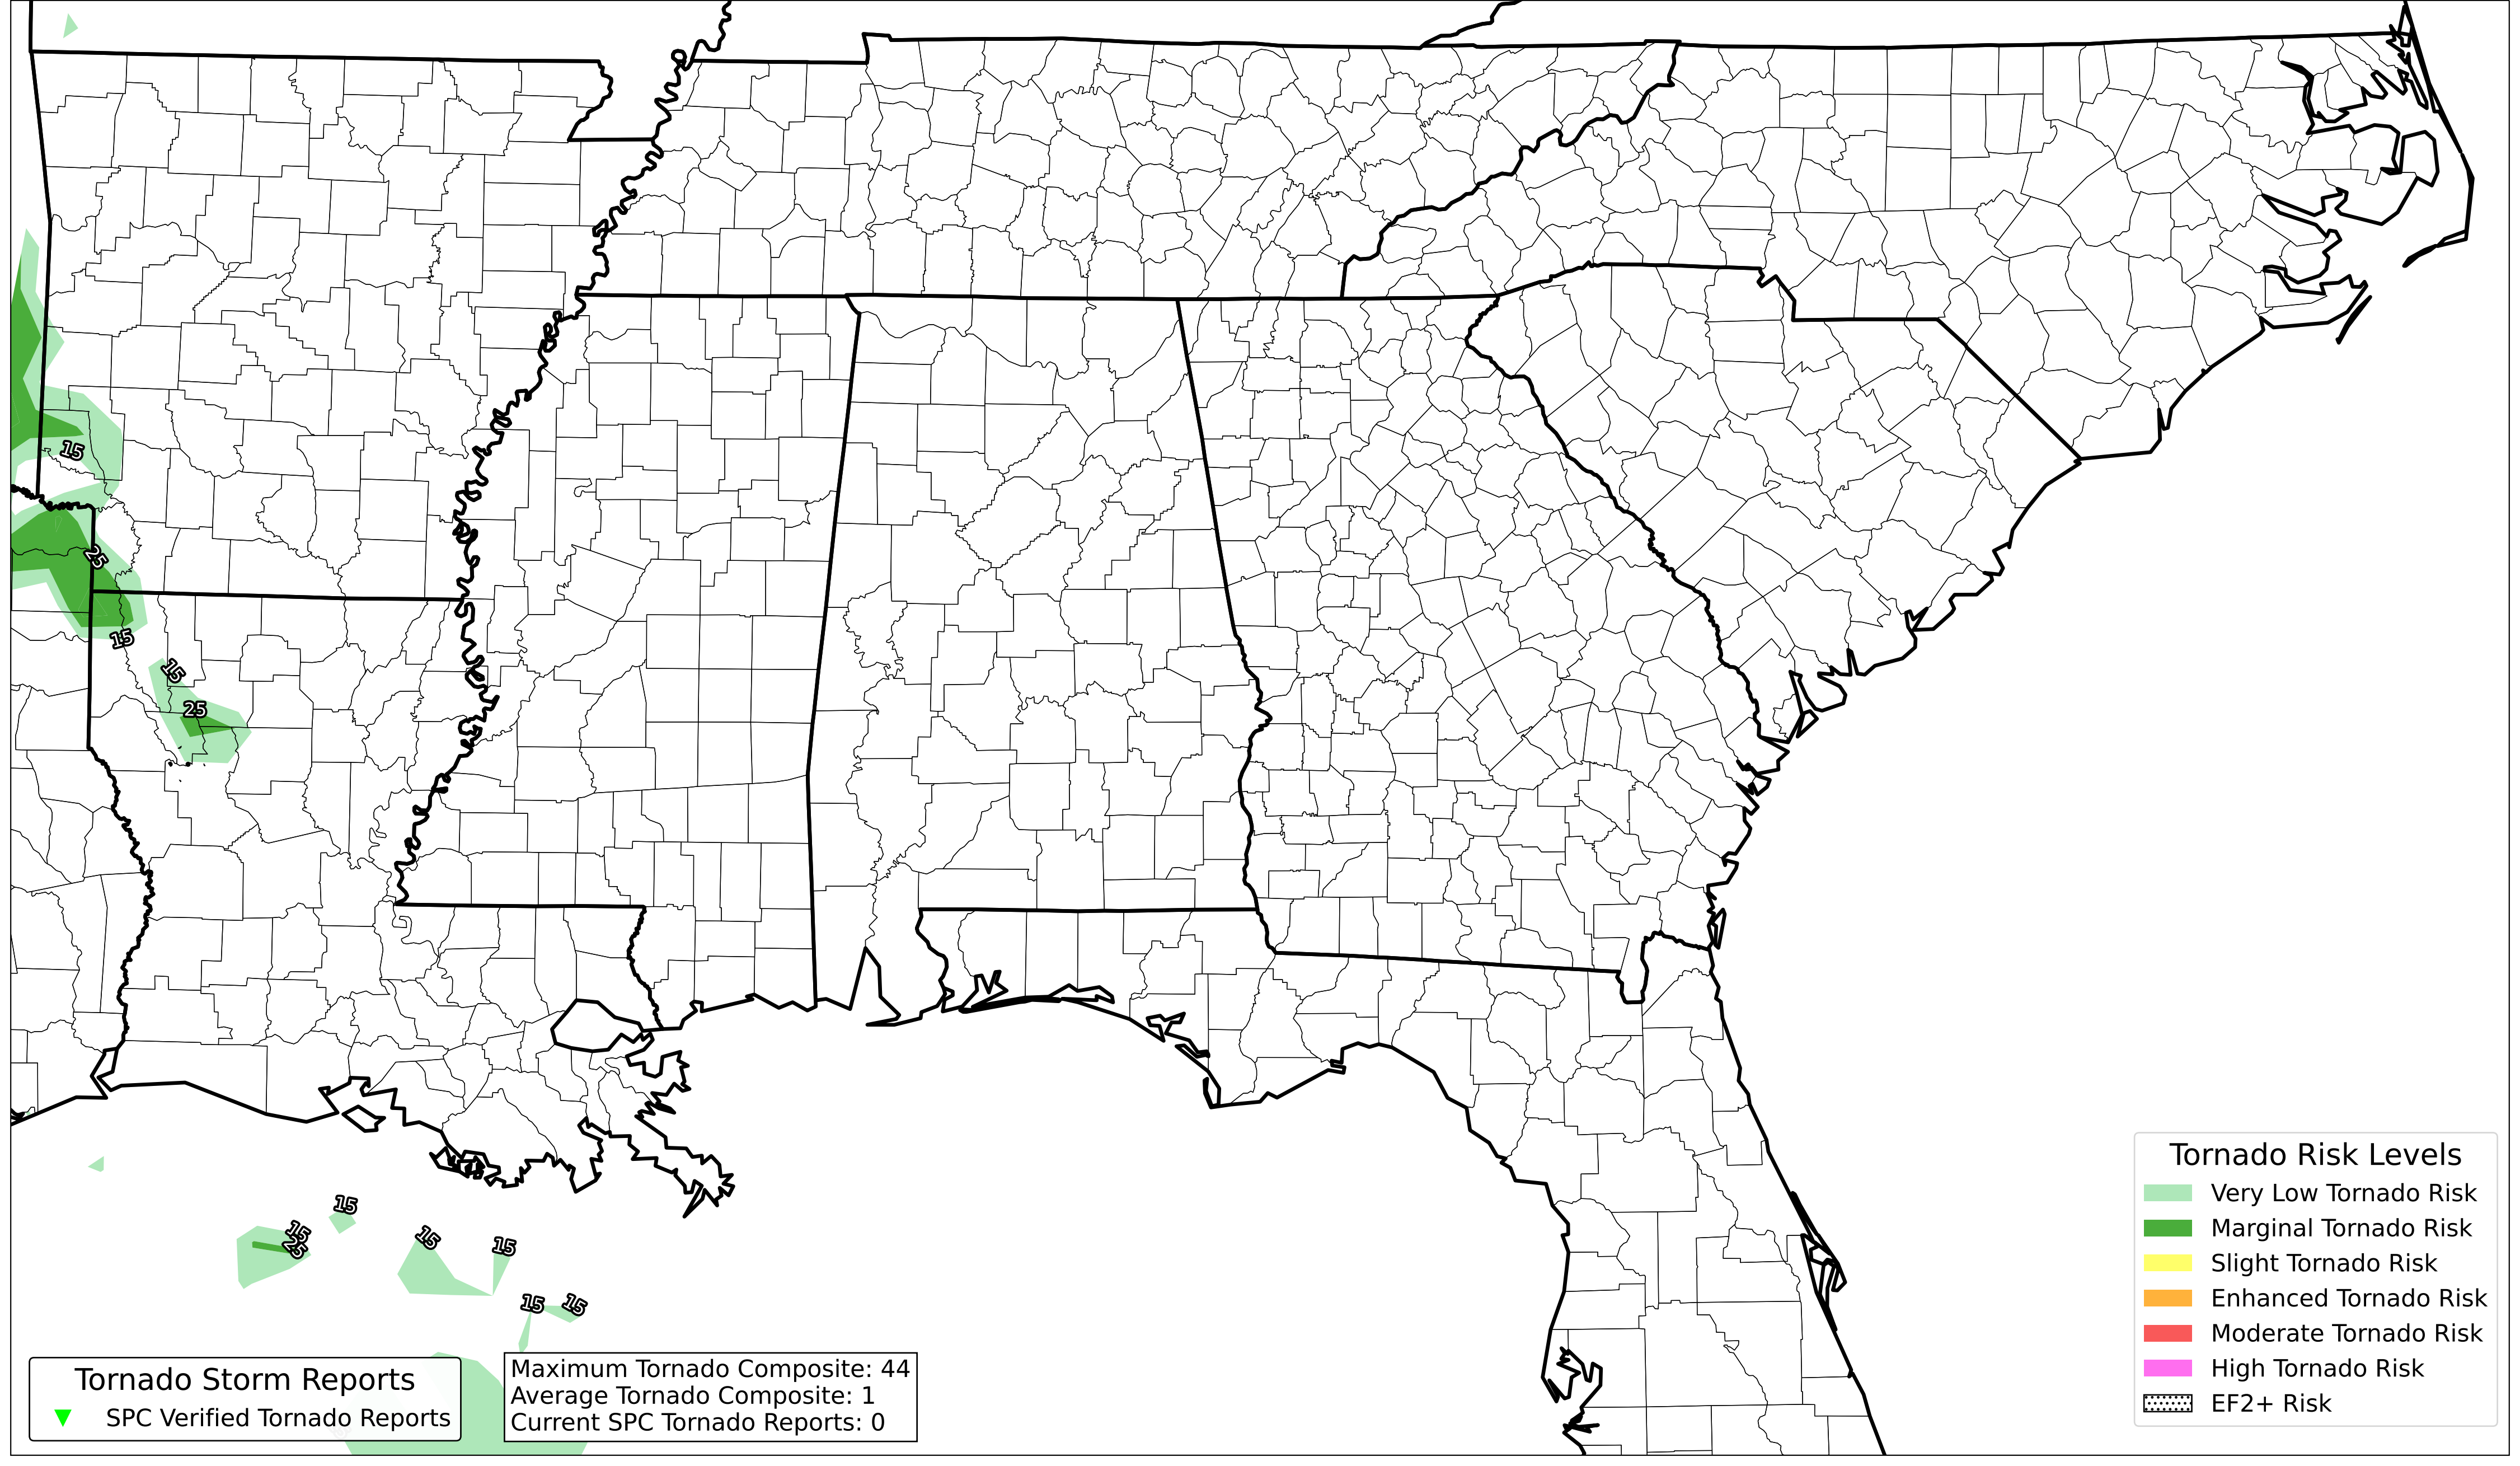 15
25
15
15
25
15
15
25
15
15
15
15
Tornado Risk Levels
Very Low Tornado Risk
Marginal Tornado Risk
Slight Tornado Risk
Enhanced Tornado Risk
Moderate Tornado Risk
High Tornado Risk
EF2+ Risk
Tornado Storm Reports
SPC Verified Tornado Reports
Maximum Tornado Composite: 44
Average Tornado Composite: 1
Current SPC Tornado Reports: 0